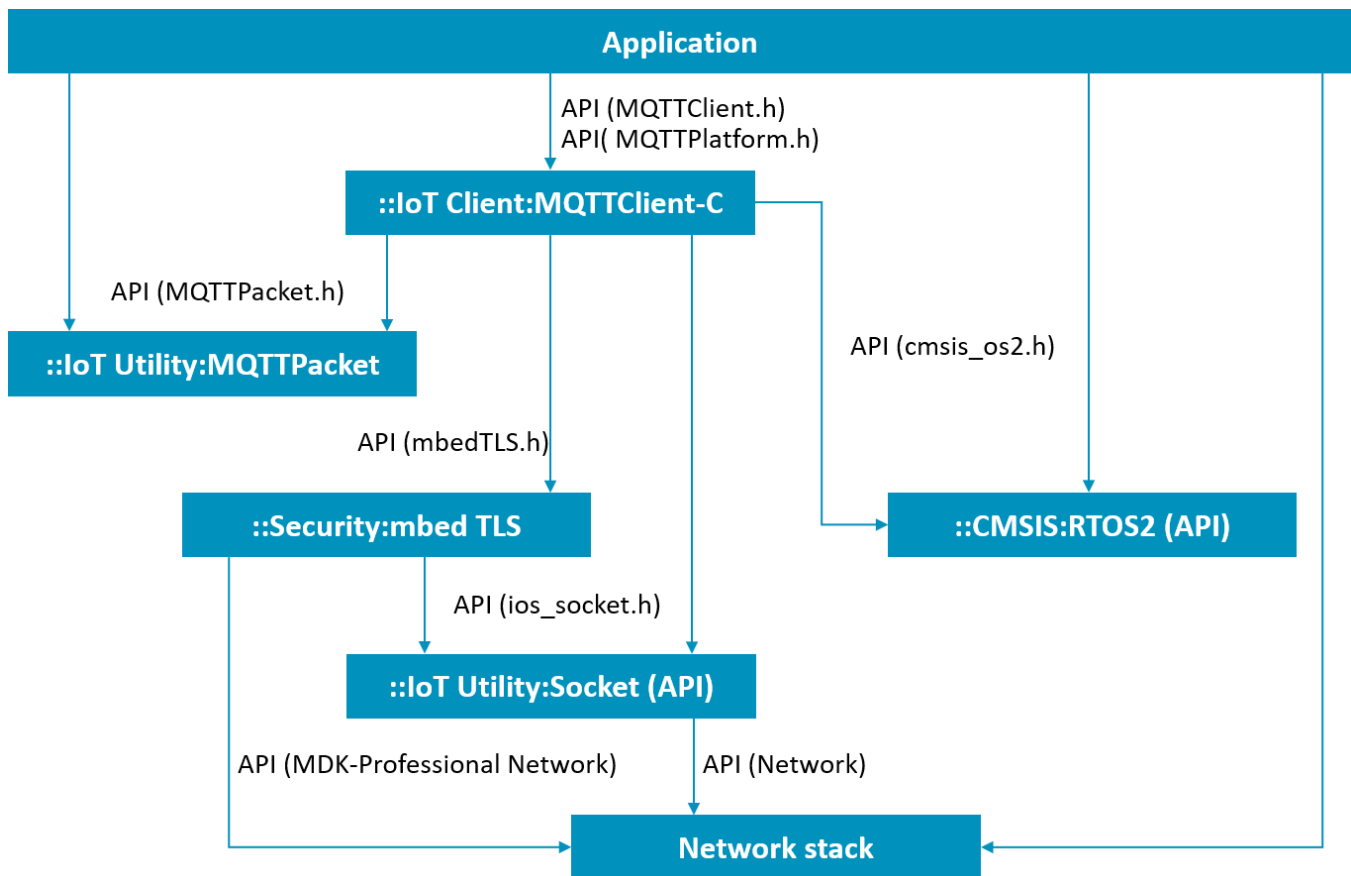 Application
API (MQTTClient.h)
API( MQTTPlatform.h)
::IoT Client:MQTTClient-C
API (MQTTPacket.h)
::IoT Utility:MQTTPacket
API (cmsis_os2.h)
API (mbedTLS.h)
::Security:mbed TLS
::CMSIS:RTOS2 (API)
API (ios_socket.h)
::IoT Utility:Socket (API)
API (MDK-Professional Network)
API (Network)
Network stack